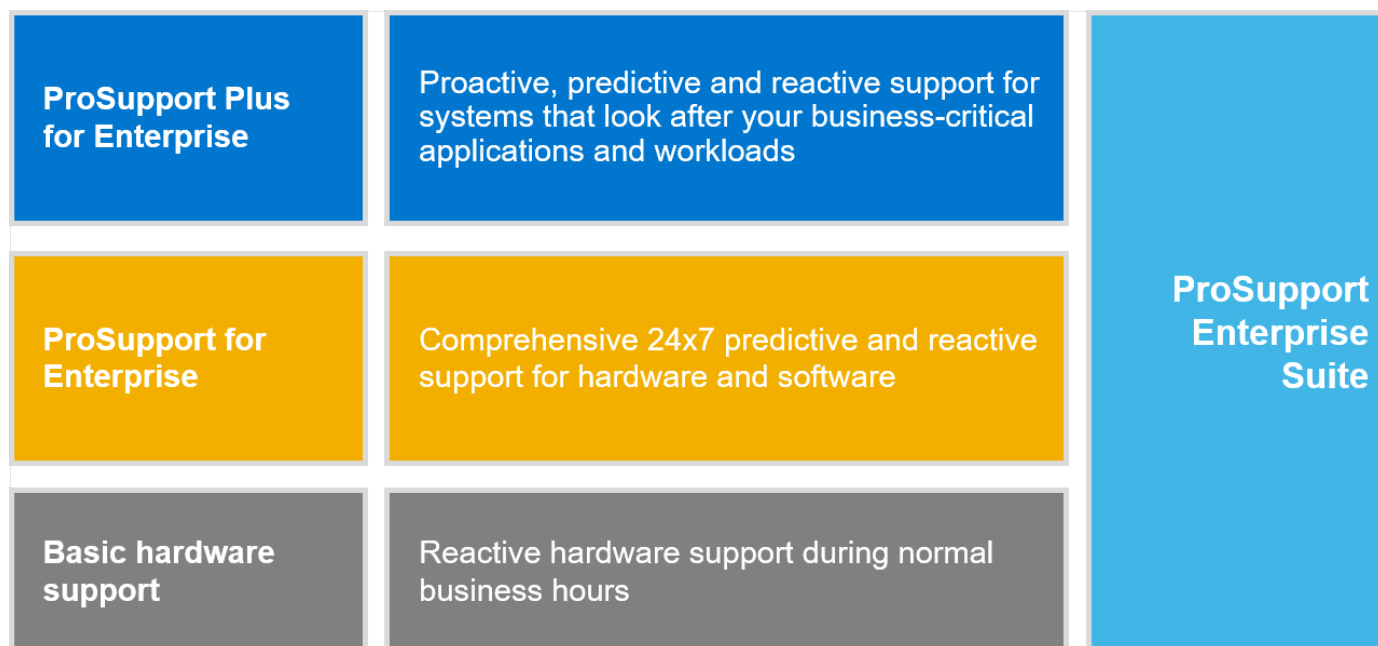 ProSupport Plus
for Enterprise
Proactive, predictive and reactive support for
systems that look after your business-critical
applications and workloads
ProSupport for
Enterprise
Comprehensive 24x7 predictive and reactive
support for hardware and software
Basic hardware
support
Reactive hardware support during normal
business hours
ProSupport
Enterprise
Suite